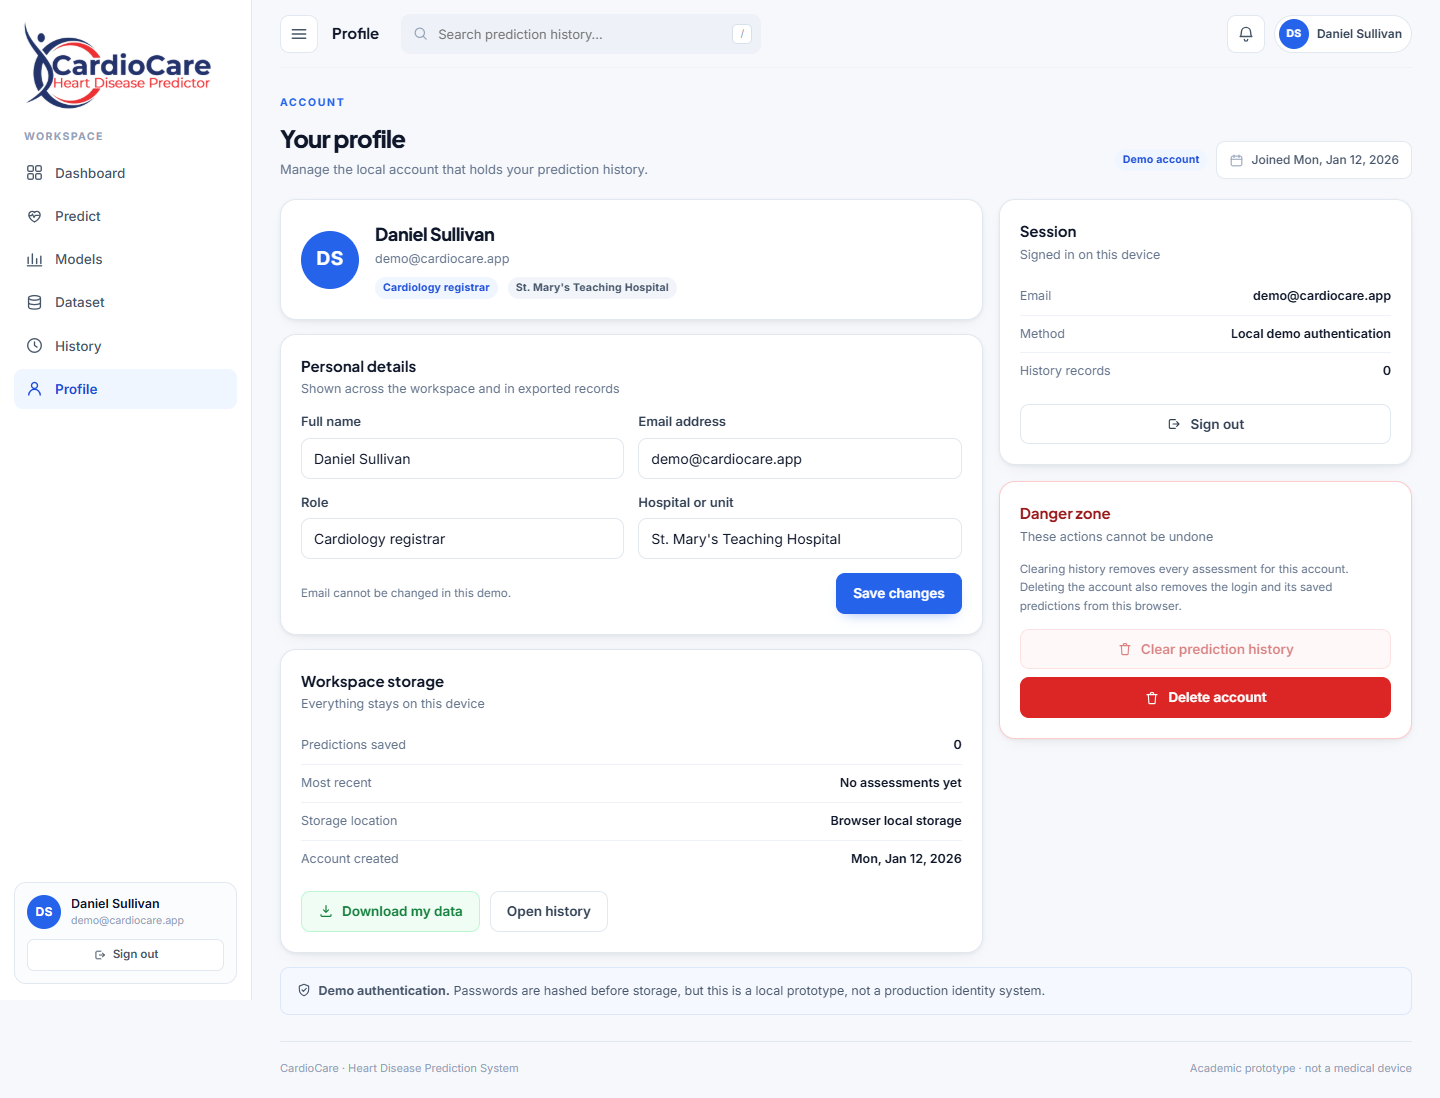 CardioCare
Heart Disease Predictor
WORKSPACE
Dashboard
Predict
Models
Dataset
History
Profile
DS
Daniel Sullivan
demo@cardiocare.app
Sign out
Profile
Search prediction history...
/
DS
Daniel Sullivan
ACCOUNT
Your profile
Manage the local account that holds your prediction history.
Demo account
Joined Mon, Jan 12, 2026
DS
Daniel Sullivan
demo@cardiocare.app
Cardiology registrar
St. Mary's Teaching Hospital
Personal details
Shown across the workspace and in exported records
Full name
Daniel Sullivan
Email address
demo@cardiocare.app
Role
Cardiology registrar
Hospital or unit
St. Mary's Teaching Hospital
Email cannot be changed in this demo.
Save changes
Workspace storage
Everything stays on this device
Predictions saved 0
Most recent No assessments yet
Storage location Browser local storage
Account created Mon, Jan 12, 2026
Download my data
Open history
Session
Signed in on this device
Email demo@cardiocare.app
Method Local demo authentication
History records 0
Sign out
Danger zone
These actions cannot be undone
Clearing history removes every assessment for this account.
Deleting the account also removes the login and its saved
predictions from this browser.
Clear prediction history
Delete account
Demo authentication. Passwords are hashed before storage, but this is a local prototype, not a production identity system.
CardioCare · Heart Disease Prediction System
Academic prototype · not a medical device